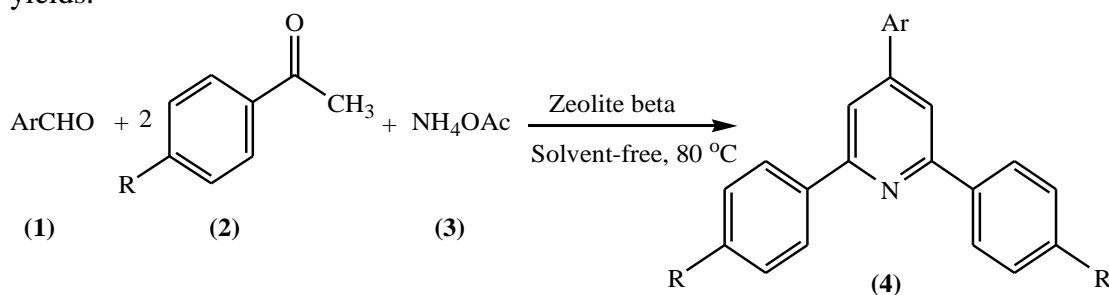 yields.
Ar
O
ArCHO + 2 CH3 + NH4OAc Zeolite beta
Solvent-free, 80 °C
R
N
(1) (2) (3)
R R
(4)